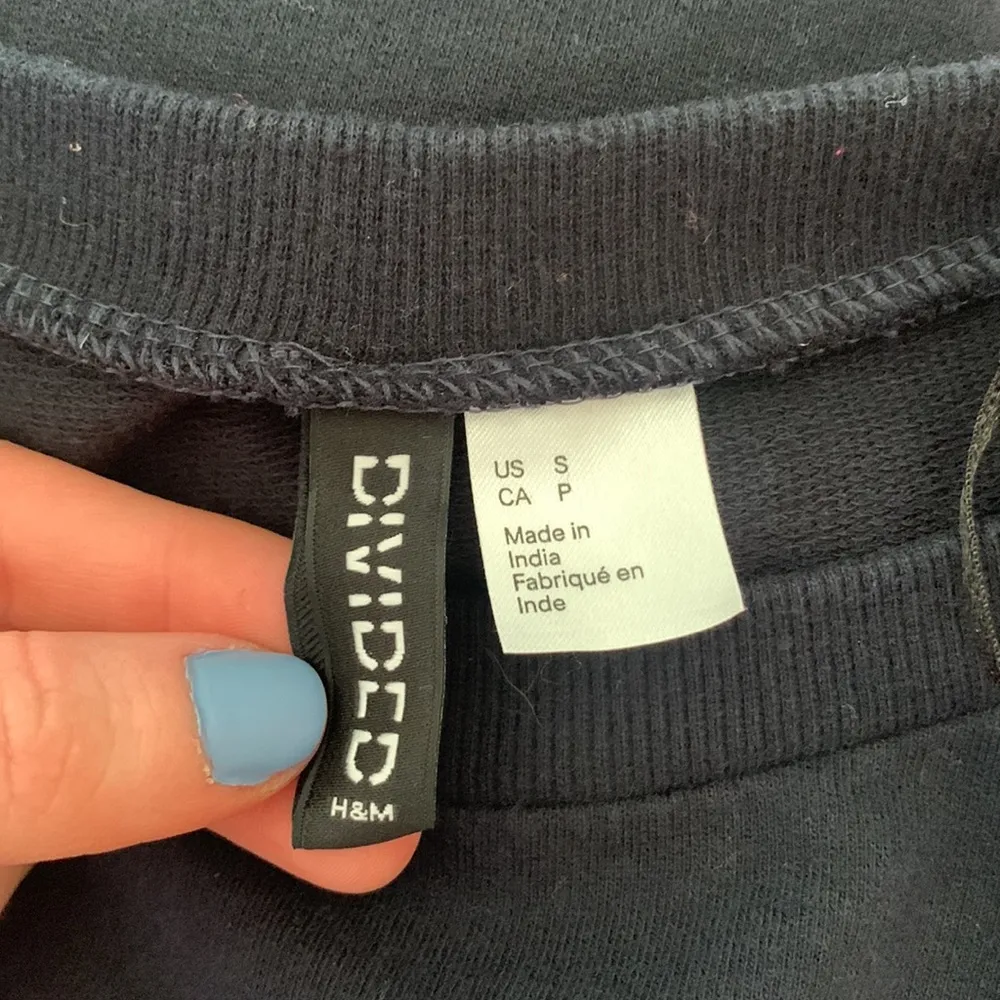 DIVIDED
H&M
US S
CA P
Made in
India
Fabriqué en
Inde